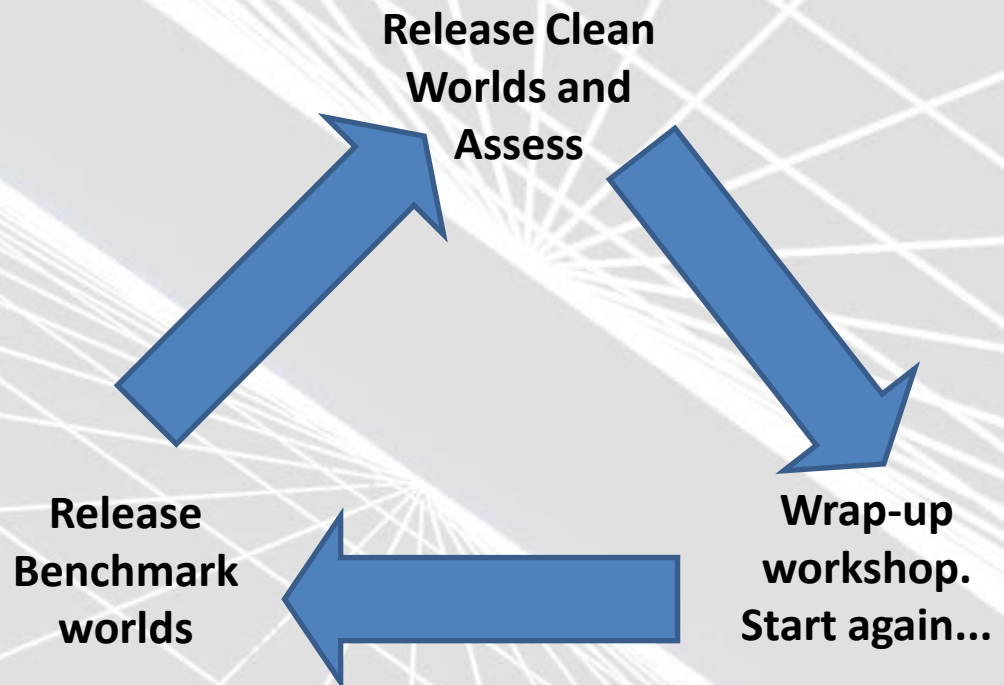 Release Clean
Worlds and
Assess
Release
Benchmark
worlds
Wrap-up
workshop.
Start again...